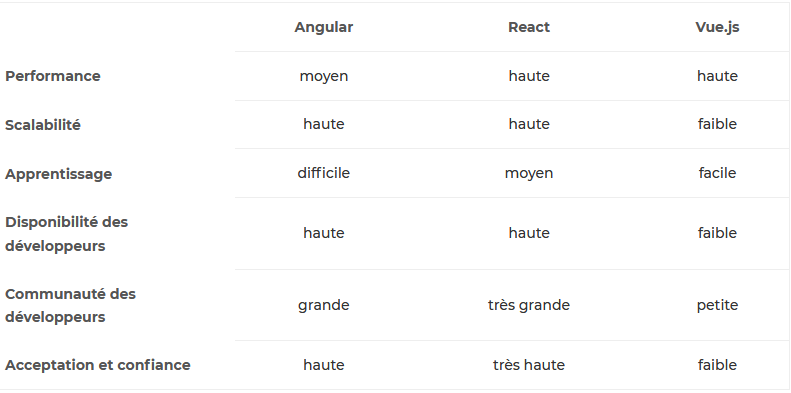 Angular React Vue.js
Performance moyen haute haute
Scalabilité haute haute faible
Apprentissage difficile moyen facile
Disponibilité des
développeurs haute haute faible
Communauté des
développeurs grande très grande petite
Acceptation et confiance haute très haute faible